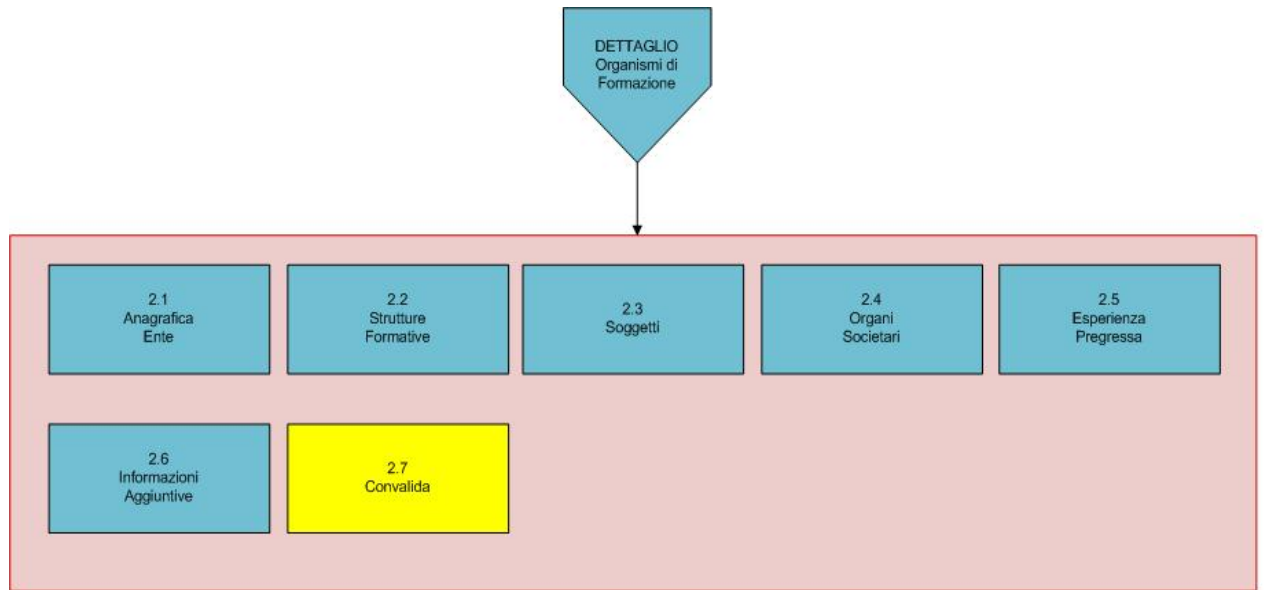 DETTAGLIO
Organismi di
Formazione
2.1
Anagrafica
Ente
2.2
Strutture
Formative
2.3
Soggetti
2.4
Organi
Societari
2.5
Esperienza
Pregressa
2.6
Informazioni
Aggiuntive
2.7
Convalida